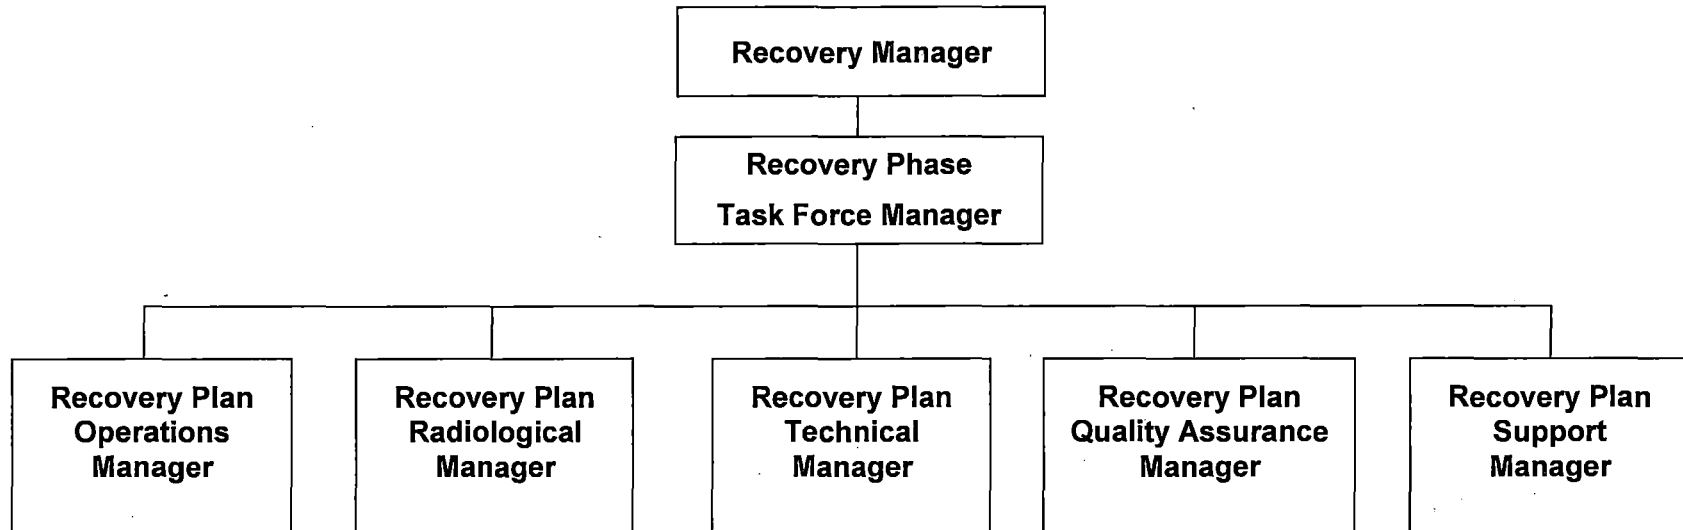 Recovery Manager
Recovery Phase
Task Force Manager
Recovery Plan
Operations
Manager
Recovery Plan
Radiological
Manager
Recovery Plan
Technical
Manager
Recovery Plan
Quality Assurance
Manager
Recovery Plan
Support
Manager